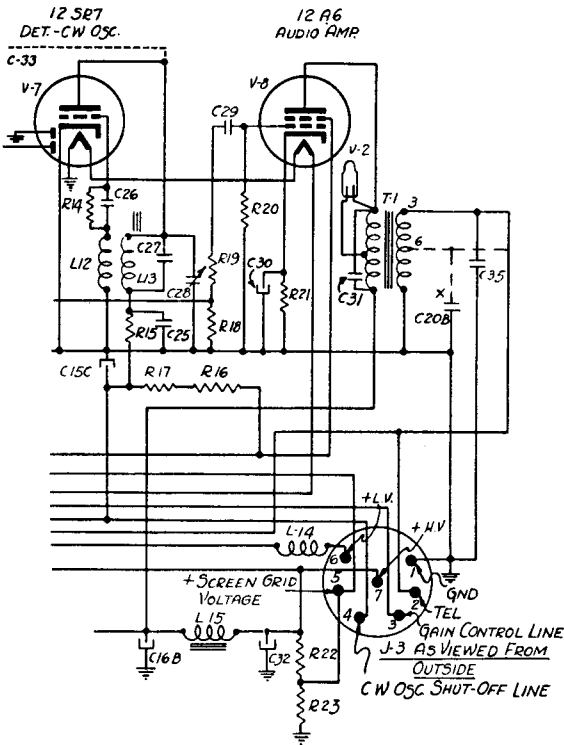 12 SR7
DET.-CW OSC.
12 A6
AUDIO AMP.
C-33
V-7
V-8
C29
V-2
T-1
3
C26
R14
R20
6
C27
R19
C30
L12
L13
C28
R21
C31
C35
X
C20B
R15
C25
R18
C15C
R17
R16
+L.V.
L-14
+H.V
6
1
5
7
+SCREEN GRID
VOLTAGE
GND
2
TEL
4
3
L15
GAIN CONTROL LINE
J-3 AS VIEWED FROM
OUTSIDE
C16B
C32
R22
CW OSC SHUT-OFF LINE
R23